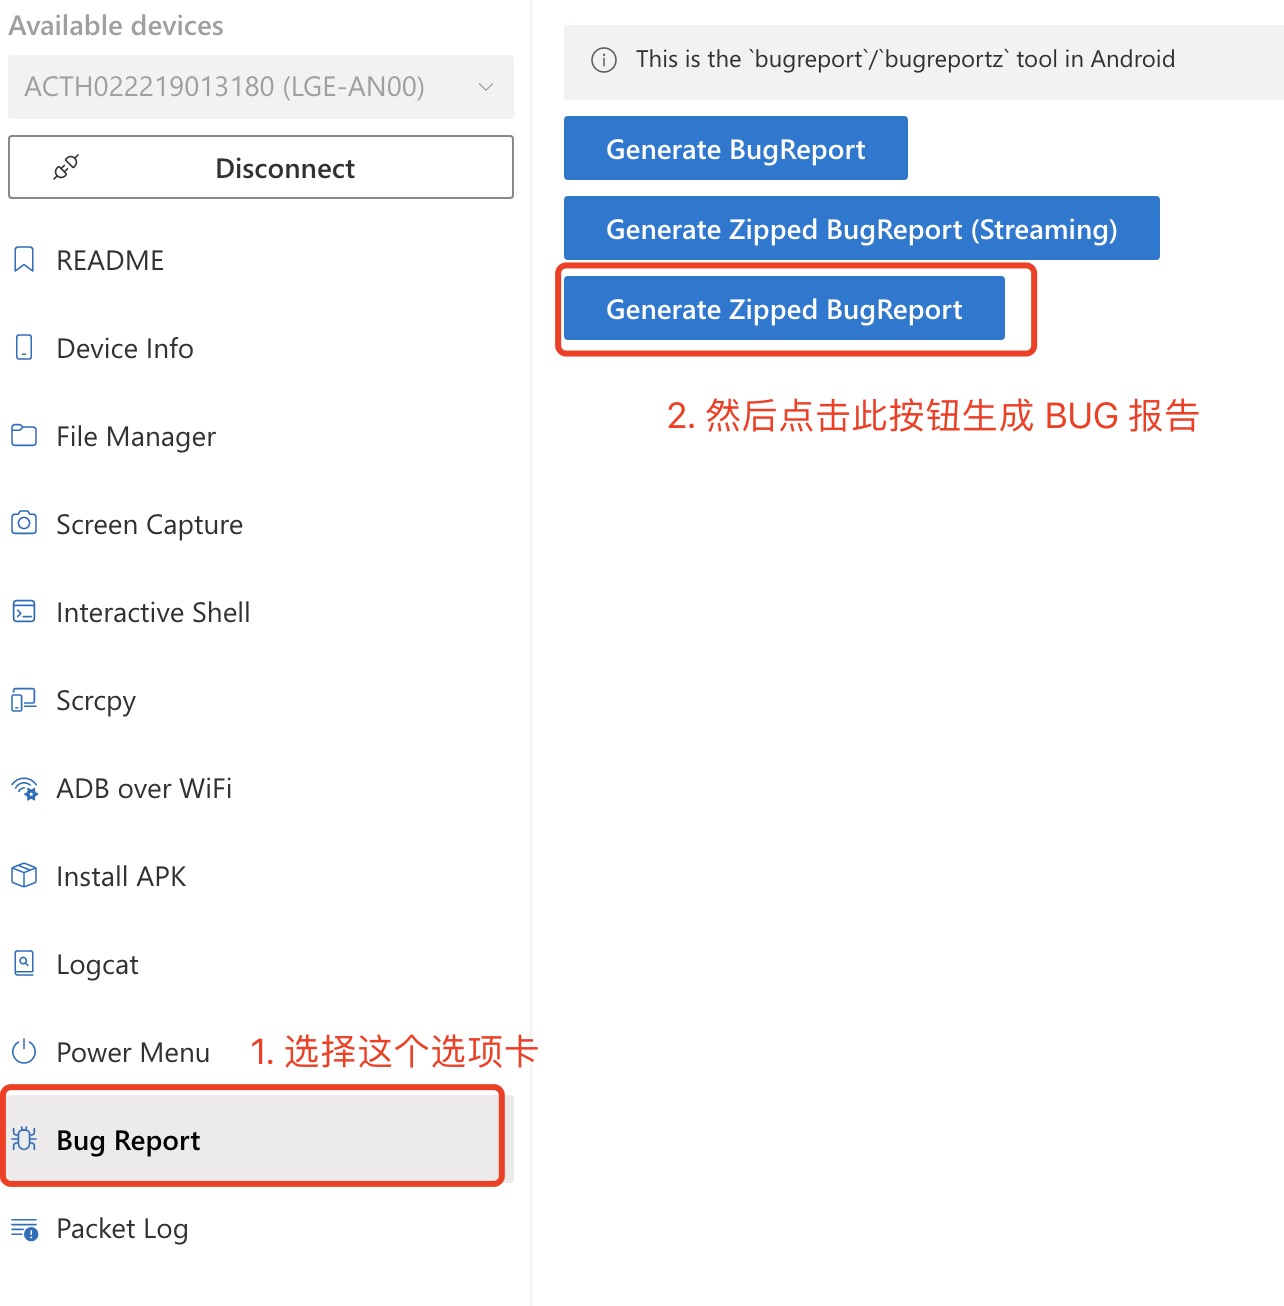 Available devices
ACTH022219013180 (LGE-AN00)
Disconnect
README
Device Info
File Manager
Screen Capture
Interactive Shell
Scrcpy
ADB over WiFi
Install APK
Logcat
Power Menu
1. 选择这个选项卡
Bug Report
Packet Log
This is the `bugreport`/`bugreportz` tool in Android
Generate BugReport
Generate Zipped BugReport (Streaming)
Generate Zipped BugReport
2. 然后点击此按钮生成 BUG 报告